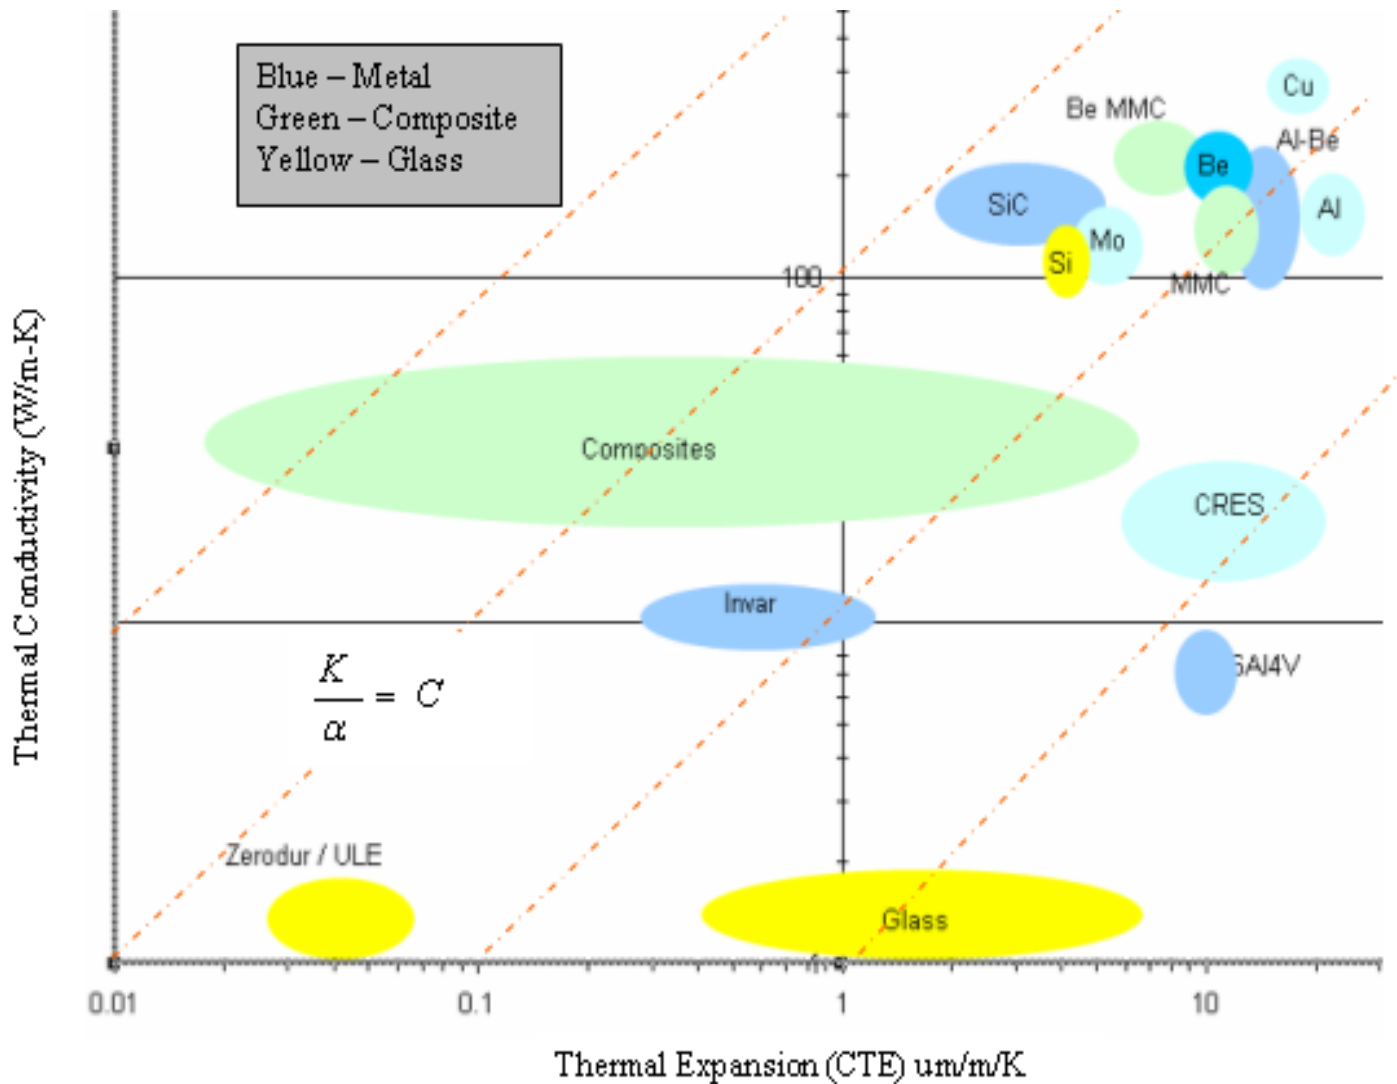 Blue – Metal
Green – Composite
Yellow – Glass
Cu
Be MMC
Al-Be
Be
SiC
Al
Mo
Si
100
MMC
Composites
CRES
Invar
6Al4V
K
α
= C
Zerodur / ULE
Glass
0.01
0.1
1
10
Thermal Expansion (CTE) um/m/K
Thermal Conductivity (W/m-K)